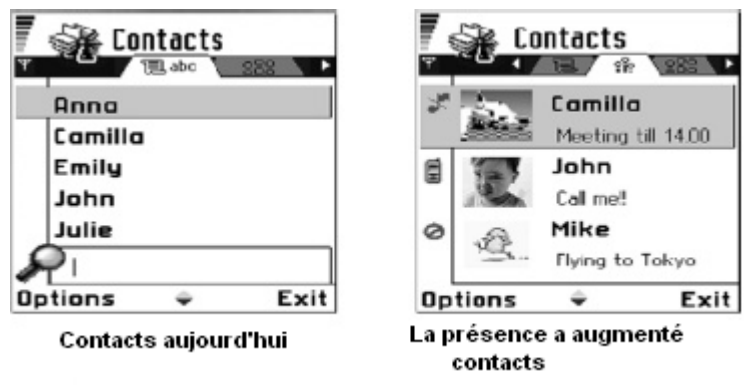 Contacts
abc
Anna
Camilla
Emily
John
Julie
Options Exit
Contacts aujourd'hui
Contacts
Camilla
Meeting till 14.00
John
Call me!!
Mike
Flying to Tokyo
Options Exit
La présence a augmenté
contacts